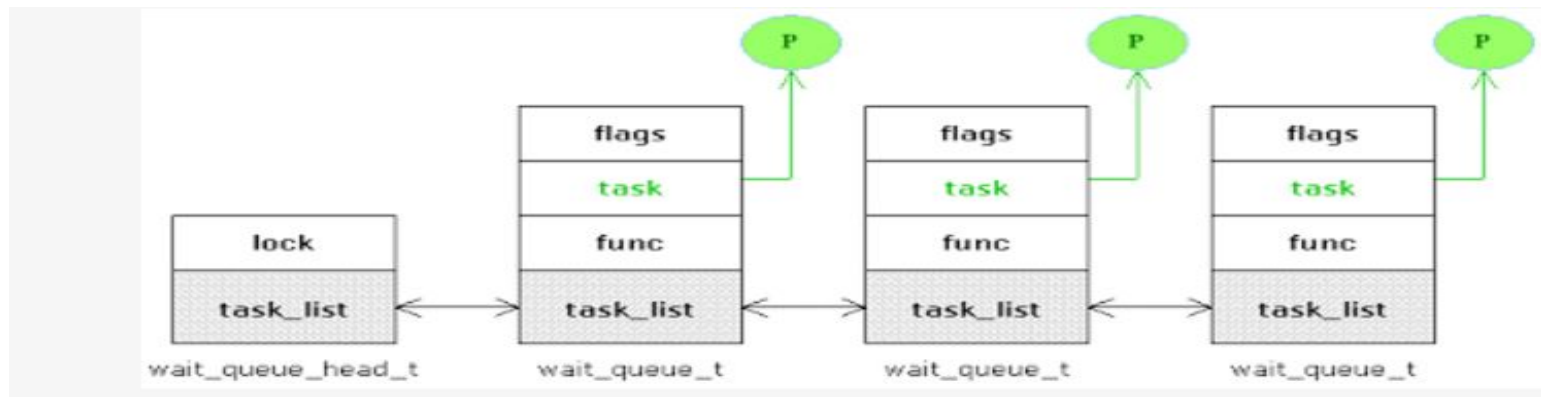 P P P
flags flags flags
task task task
lock func func func
task_list task_list task_list task_list
wait_queue_head_t wait_queue_t wait_queue_t wait_queue_t